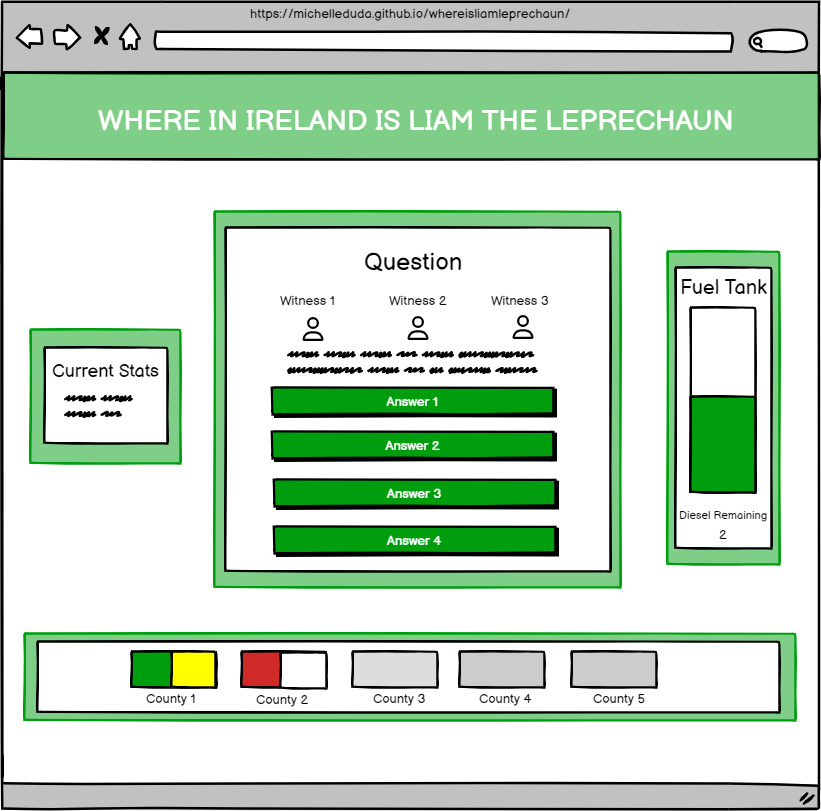 https://michelleduda.github.io/whereisliamleprechaun/
WHERE IN IRELAND IS LIAM THE LEPRECHAUN
Question
Witness 1 Witness 2 Witness 3
Answer 1
Answer 2
Answer 3
Answer 4
Current Stats
Fuel Tank
Diesel Remaining
2
County 1 County 2 County 3 County 4 County 5